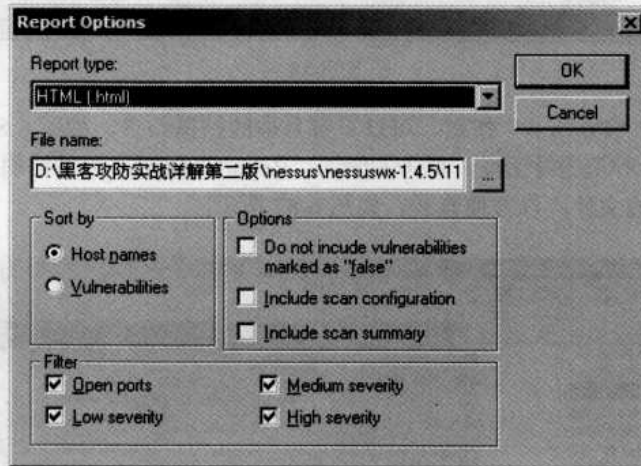 Report Options
Report type:
OK
HTML (.html)
Cancel
File name:
D:\黑客攻防实战洋解第二版\nessus\nessuswx-1.4.5\11
...
Sort by
Host names
Vulnerabilities
Options
Do not incude vulnerabilities
marked as "false"
Include scan configuration
Include scan summary
Filter
Open ports
Medium severity
Low severity
High severity